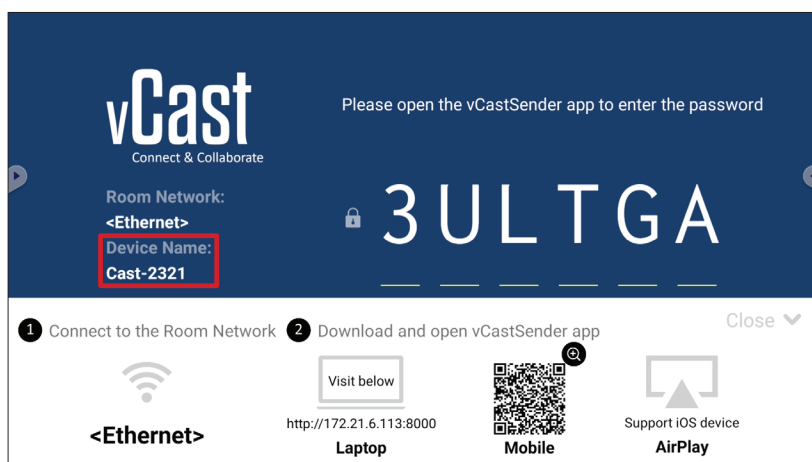 vCast
Connect & Collaborate
Please open the vCastSender app to enter the password
Room Network:
<Ethernet>
Device Name:
Cast-2321
3ULTGA
1 Connect to the Room Network
2 Download and open vCastSender app
Close
<Ethernet>
Visit below
http://172.21.6.113:8000
Laptop
Mobile
Support iOS device
AirPlay